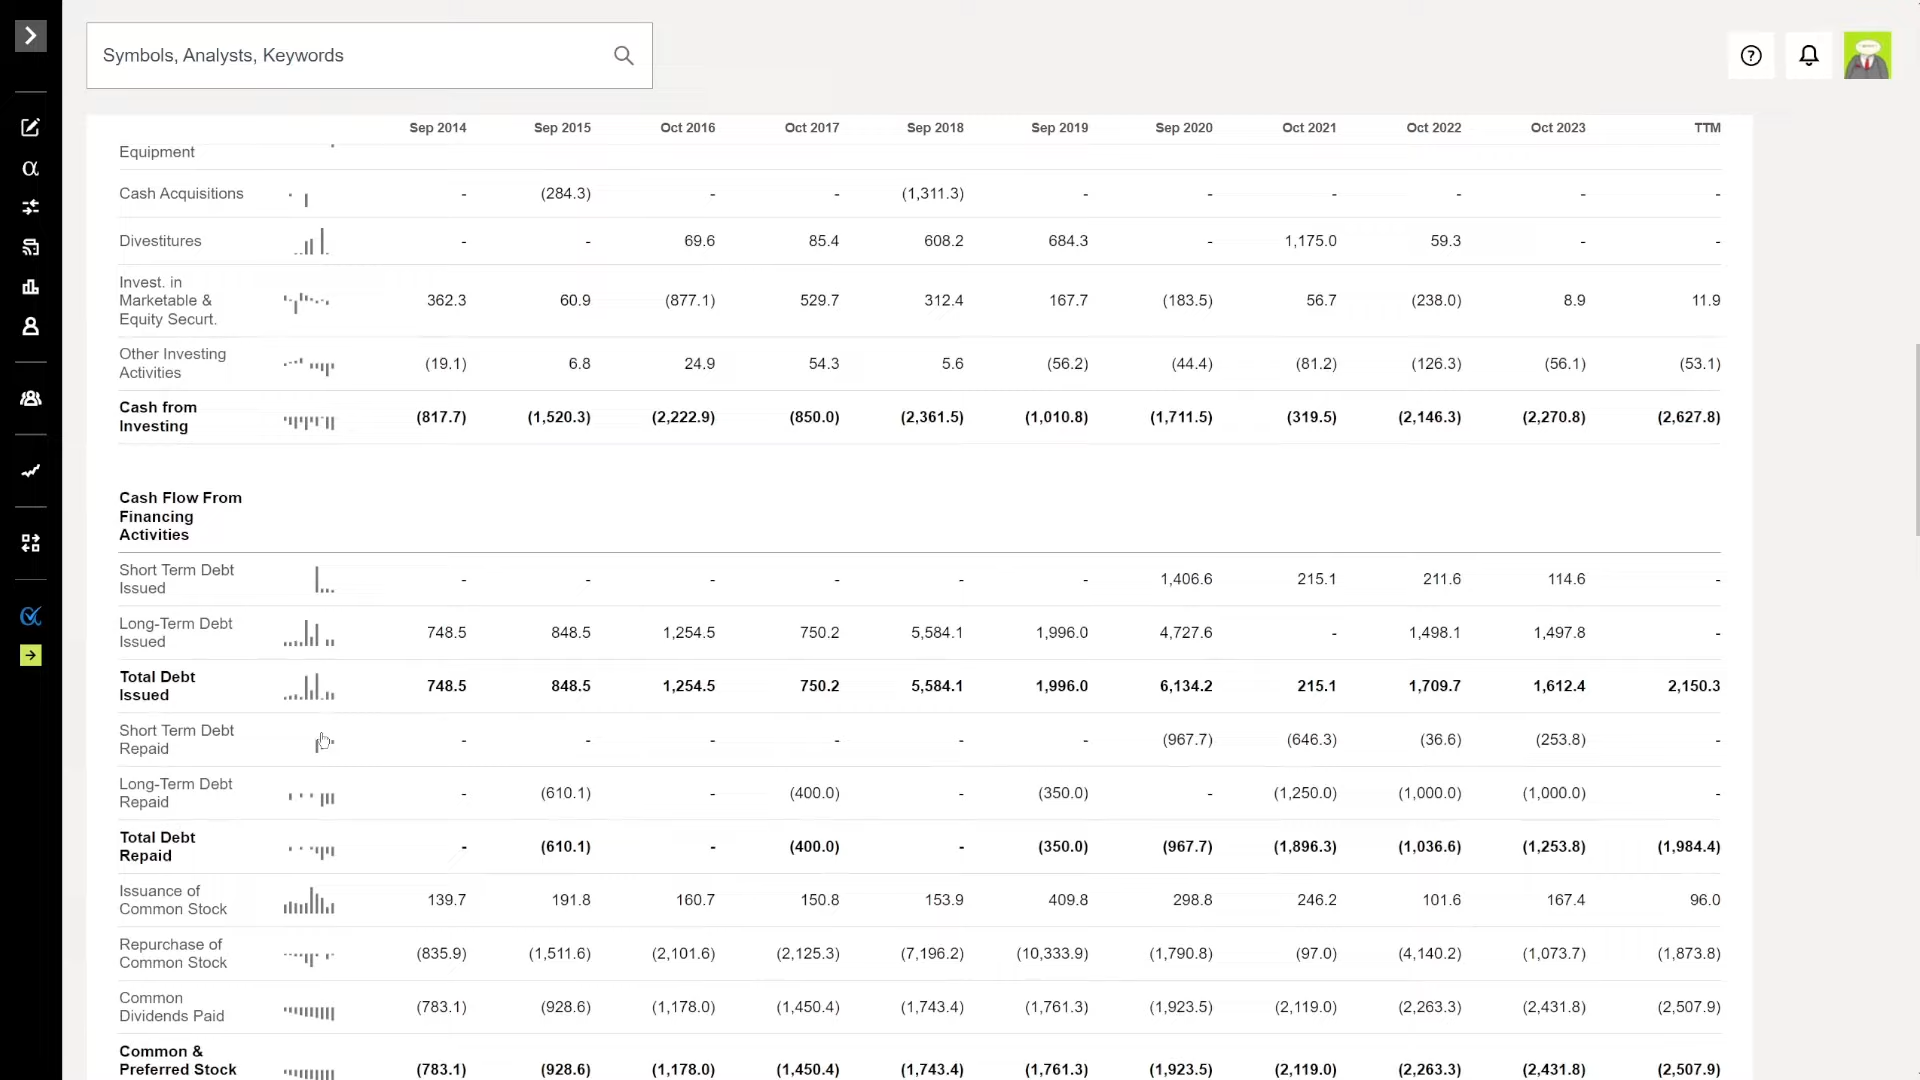 Symbols, Analysts, Keywords
Sep 2014 Sep 2015 Oct 2016 Oct 2017 Sep 2018 Sep 2019 Sep 2020 Oct 2021 Oct 2022 Oct 2023 TTM
Equipment
Cash Acquisitions - (284.3) - - (1,311.3) - - - - - -
Divestitures - - 69.6 85.4 608.2 684.3 - 1,175.0 59.3 - -
Invest. in
Marketable &
Equity Securt.
362.3 60.9 (877.1) 529.7 312.4 167.7 (183.5) 56.7 (238.0) 8.9 11.9
Other Investing
Activities
(19.1) 6.8 24.9 54.3 5.6 (56.2) (44.4) (81.2) (126.3) (56.1) (53.1)
Cash from
Investing
(817.7) (1,520.3) (2,222.9) (850.0) (2,361.5) (1,010.8) (1,711.5) (319.5) (2,146.3) (2,270.8) (2,627.8)
Cash Flow From
Financing
Activities
Short Term Debt
Issued
- - - - - - 1,406.6 215.1 211.6 114.6 -
Long-Term Debt
Issued
748.5 848.5 1,254.5 750.2 5,584.1 1,996.0 4,727.6 - 1,498.1 1,497.8 -
Total Debt
Issued
748.5 848.5 1,254.5 750.2 5,584.1 1,996.0 6,134.2 215.1 1,709.7 1,612.4 2,150.3
Short Term Debt
Repaid
- - - - - - (967.7) (646.3) (36.6) (253.8) -
Long-Term Debt
Repaid
- (610.1) - (400.0) - (350.0) - (1,250.0) (1,000.0) (1,000.0) -
Total Debt
Repaid
- (610.1) - (400.0) - (350.0) (967.7) (1,896.3) (1,036.6) (1,253.8) (1,984.4)
Issuance of
Common Stock
139.7 191.8 160.7 150.8 153.9 409.8 298.8 246.2 101.6 167.4 96.0
Repurchase of
Common Stock
(835.9) (1,511.6) (2,101.6) (2,125.3) (7,196.2) (10,333.9) (1,790.8) (97.0) (4,140.2) (1,073.7) (1,873.8)
Common
Dividends Paid
(783.1) (928.6) (1,178.0) (1,450.4) (1,743.4) (1,761.3) (1,923.5) (2,119.0) (2,263.3) (2,431.8) (2,507.9)
Common &
Preferred Stock
(783.1) (928.6) (1,178.0) (1,450.4) (1,743.4) (1,761.3) (1,923.5) (2,119.0) (2,263.3) (2,431.8) (2,507.9)